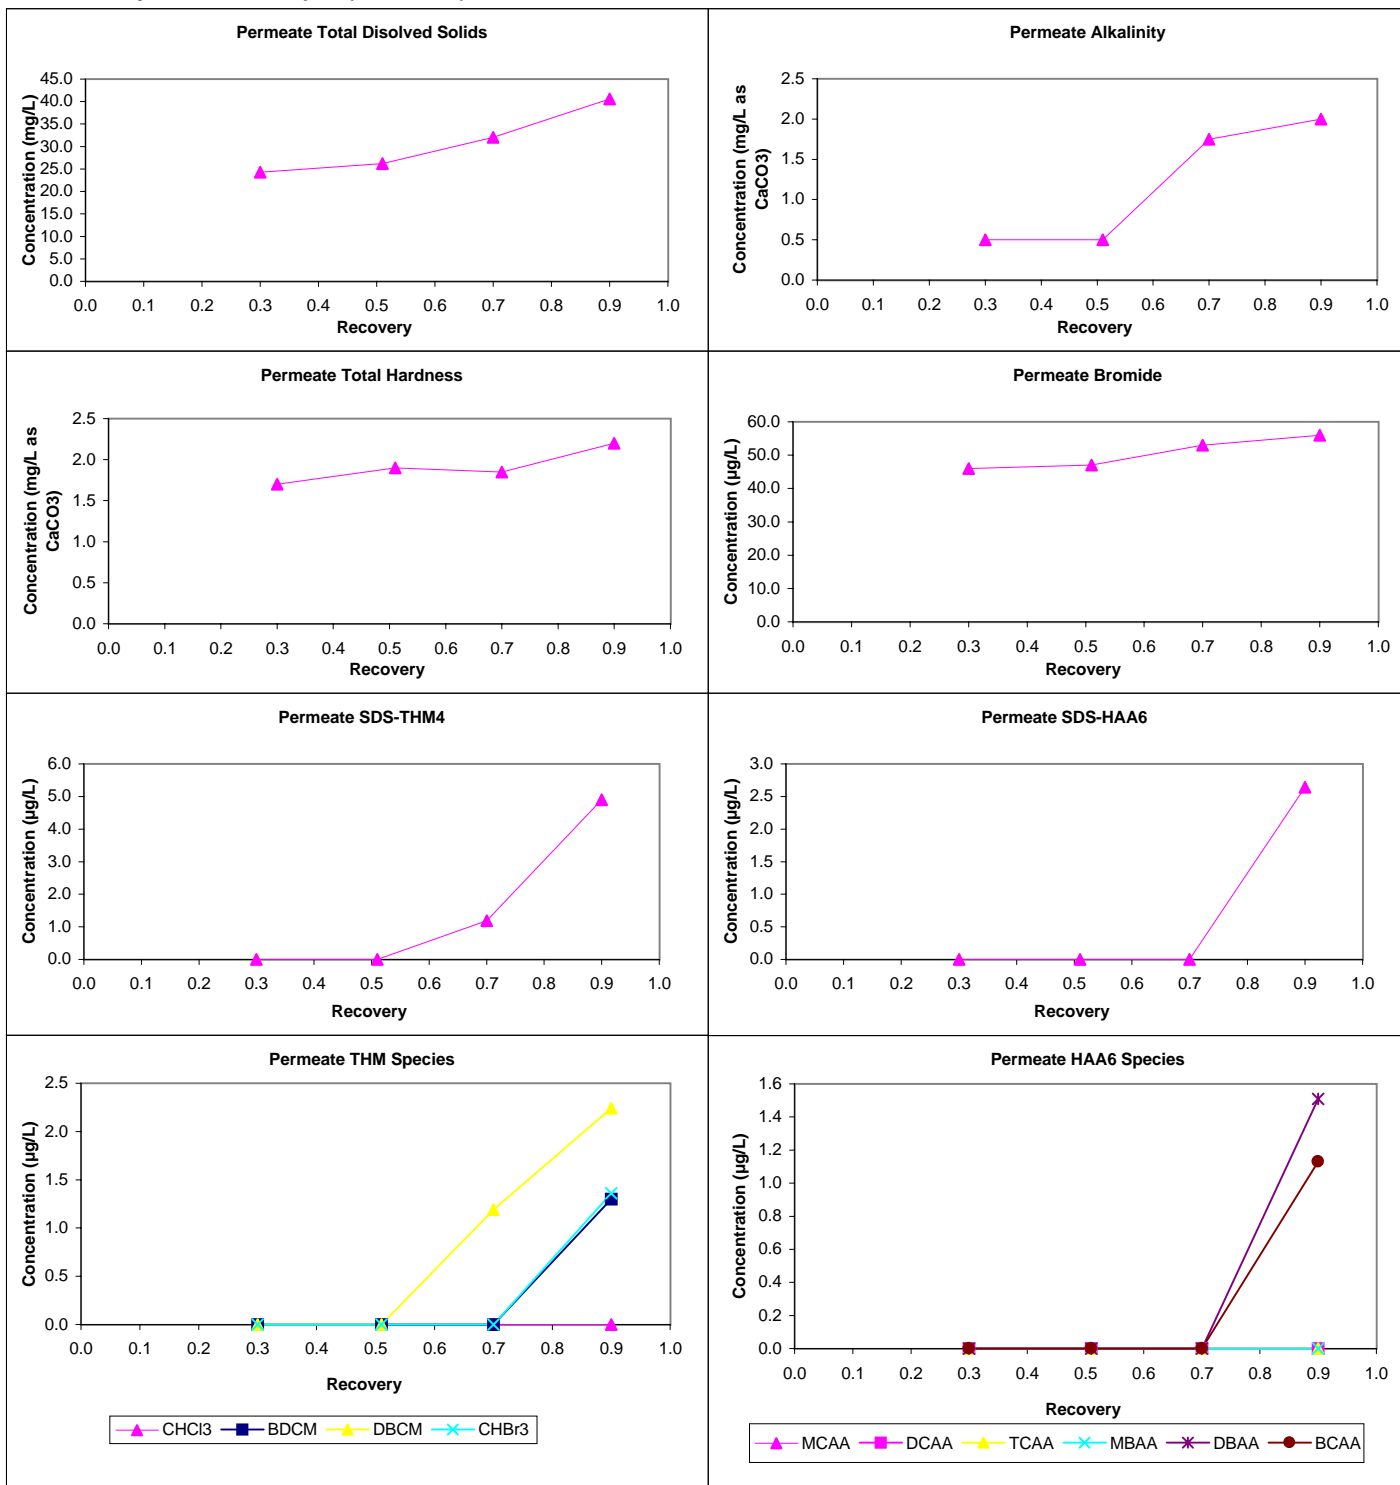 Permeate Total Disolved Solids
Concentration (mg/L)
45.0
40.0
35.0
30.0
25.0
20.0
15.0
10.0
5.0
0.0
0.0 0.1 0.2 0.3 0.4 0.5 0.6 0.7 0.8 0.9 1.0
Recovery
Permeate Alkalinity
Concentration (mg/L as
CaCO3)
2.5
2.0
1.5
1.0
0.5
0.0
0.0 0.1 0.2 0.3 0.4 0.5 0.6 0.7 0.8 0.9 1.0
Recovery
Permeate Total Hardness
Concentration (mg/L as
CaCO3)
2.5
2.0
1.5
1.0
0.5
0.0
0.0 0.1 0.2 0.3 0.4 0.5 0.6 0.7 0.8 0.9 1.0
Recovery
Permeate Bromide
Concentration (µg/L)
60.0
50.0
40.0
30.0
20.0
10.0
0.0
0.0 0.1 0.2 0.3 0.4 0.5 0.6 0.7 0.8 0.9 1.0
Recovery
Permeate SDS-THM4
Concentration (µg/L)
6.0
5.0
4.0
3.0
2.0
1.0
0.0
0.0 0.1 0.2 0.3 0.4 0.5 0.6 0.7 0.8 0.9 1.0
Recovery
Permeate SDS-HAA6
Concentration (µg/L)
3.0
2.5
2.0
1.5
1.0
0.5
0.0
0.0 0.1 0.2 0.3 0.4 0.5 0.6 0.7 0.8 0.9 1.0
Recovery
Permeate THM Species
Concentration (µg/L)
2.5
2.0
1.5
1.0
0.5
0.0
0.0 0.1 0.2 0.3 0.4 0.5 0.6 0.7 0.8 0.9 1.0
Recovery
CHCl3 BDCM DBCM CHBr3
Permeate HAA6 Species
Concentration (µg/L)
1.6
1.4
1.2
1.0
0.8
0.6
0.4
0.2
0.0
0.0 0.1 0.2 0.3 0.4 0.5 0.6 0.7 0.8 0.9 1.0
Recovery
MCAA DCAA TCAA MBAA DBAA BCAA